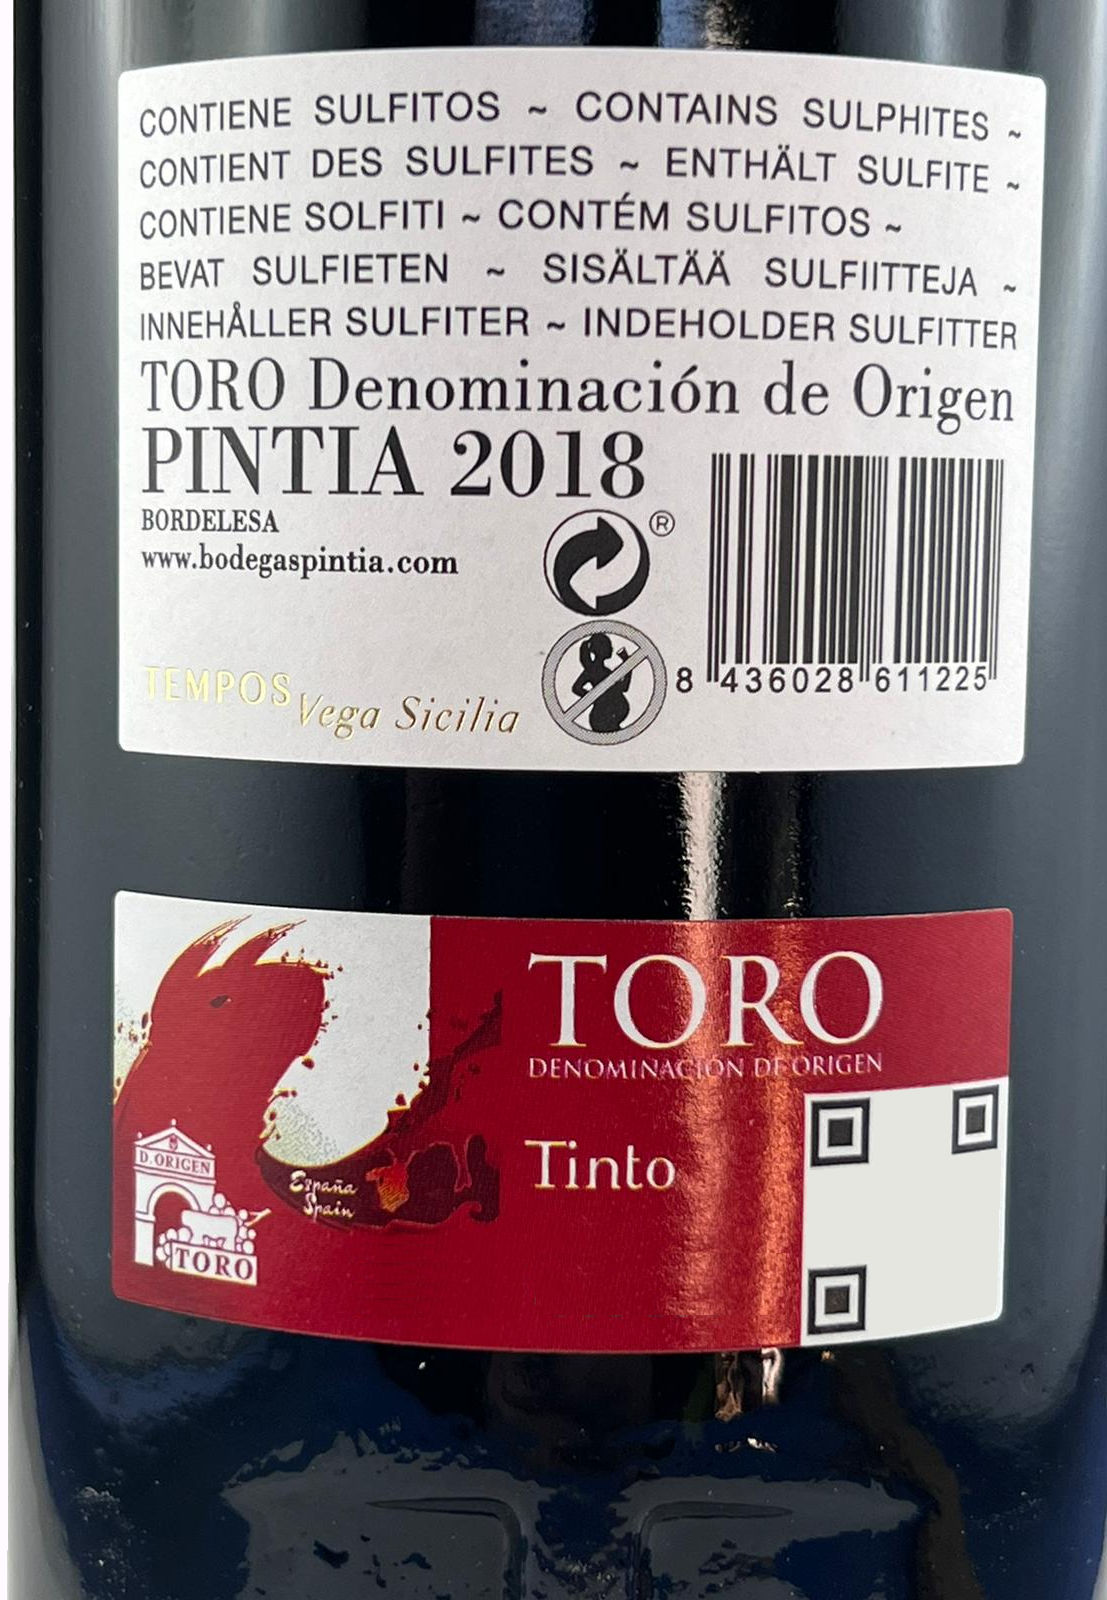 CONTIENE SULFITOS ~ CONTAINS SULPHITES ~
CONTIENT DES SULFITES ~ ENTHÄLT SULFITE ~
CONTIENE SOLFITI ~ CONTÉM SULFITOS ~
BEVAT SULFIETEN ~ SISÄLTÄÄ SULFIITTEJA ~
INNEHÅLLER SULFITER ~ INDEHOLDER SULFITTER
TORO Denominación de Origen
PINTIA 2018
BORDELESA
www.bodegaspintia.com
®
TEMPOS Vega Sicilia
8 436028 611225
TORO
DENOMINACIÓN DE ORIGEN
Tinto
D. ORIGEN
TORO
España
Spain